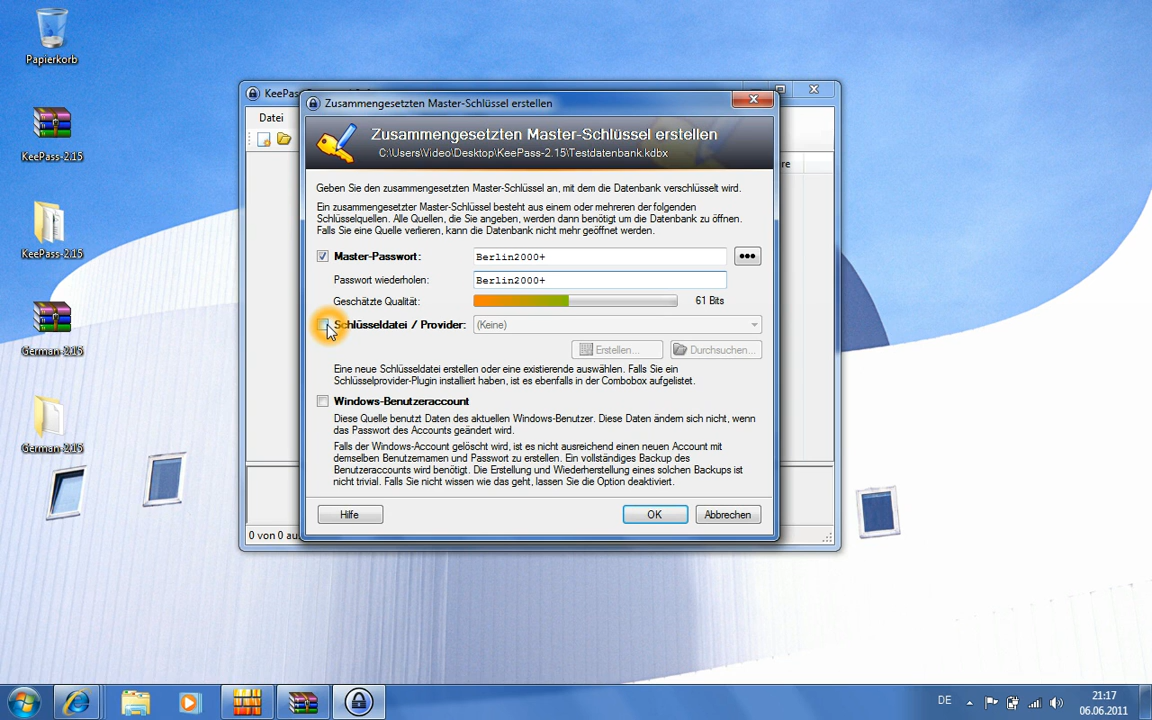 Papierkorb
KeePass-2.15
KeePass-2.15
German-2.15
German-2.15
KeePass
Datei
Zusammengesetzten Master-Schlüssel erstellen
Zusammengesetzten Master-Schlüssel erstellen
C:\Users\Video\Desktop\KeePass-2.15\Testdatenbank.kdbx
Geben Sie den zusammengesetzten Master-Schlüssel an, mit dem die Datenbank verschlüsselt wird.
Ein zusammengesetzter Master-Schlüssel besteht aus einem oder mehreren der folgenden
Schlüsselquellen. Alle Quellen, die Sie angeben, werden dann benötigt um die Datenbank zu öffnen.
Falls Sie eine Quelle verlieren, kann die Datenbank nicht mehr geöffnet werden.
Master-Passwort: Berlin2000+
Passwort wiederholen: Berlin2000+
Geschätzte Qualität: 61 Bits
Schlüsseldatei / Provider: (Keine)
Erstellen... Durchsuchen...
Eine neue Schlüsseldatei erstellen oder eine existierende auswählen. Falls Sie ein
Schlüsselprovider-Plugin installiert haben, ist es ebenfalls in der Combobox aufgelistet.
Windows-Benutzeraccount
Diese Quelle benutzt Daten des aktuellen Windows-Benutzer. Diese Daten ändern sich nicht, wenn
das Passwort des Accounts geändert wird.
Falls der Windows-Account gelöscht wird, ist es nicht ausreichend einen neuen Account mit
demselben Benutzernamen und Passwort zu erstellen. Ein vollständiges Backup des
Benutzeraccounts wird benötigt. Die Erstellung und Wiederherstellung eines solchen Backups ist
nicht trivial. Falls Sie nicht wissen wie das geht, lassen Sie die Option deaktiviert.
Hilfe OK Abbrechen
0 von 0 au
DE
21:17
06.06.2011